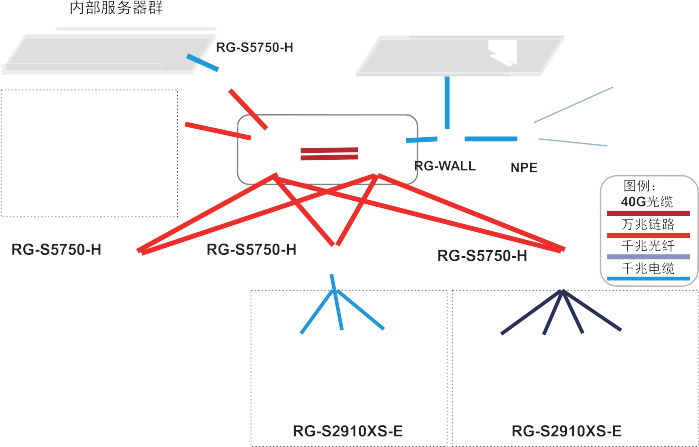 内部服务器群
RG-S5750-H
RG-WALL
NPE
图例：
40G光缆
万兆链路
千兆光纤
千兆电缆
RG-S5750-H
RG-S5750-H
RG-S5750-H
RG-S2910XS-E
RG-S2910XS-E